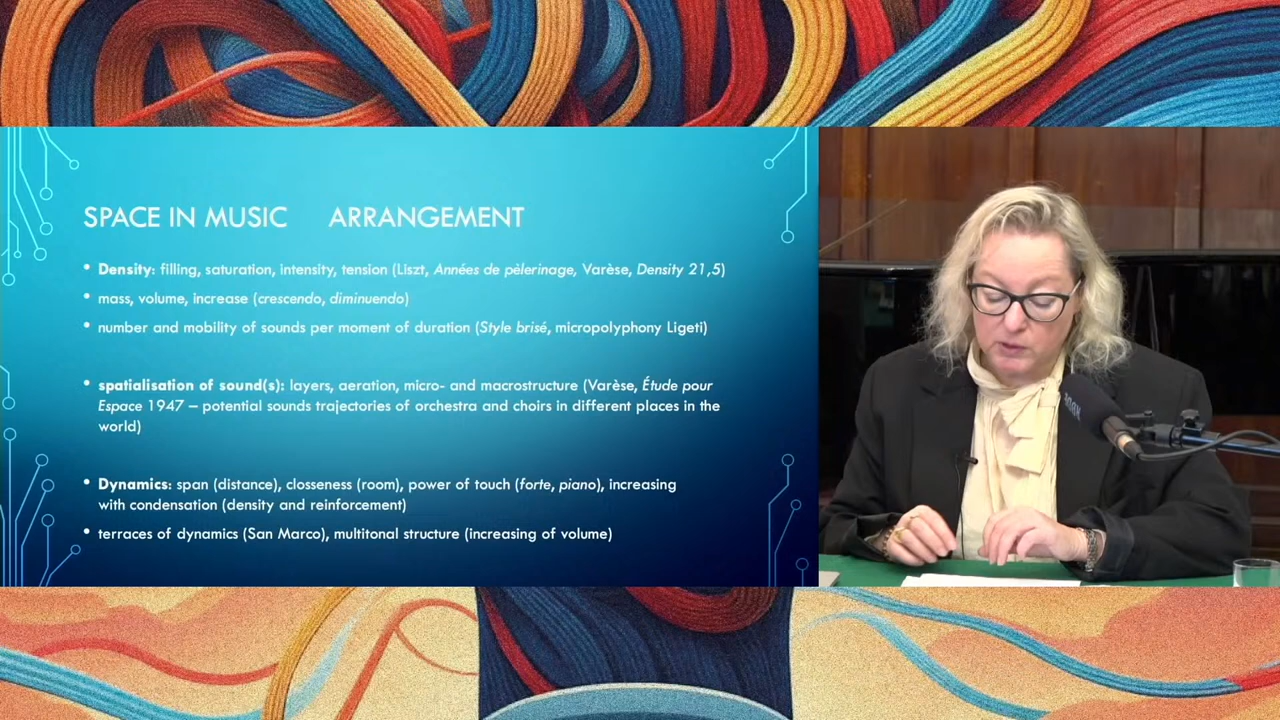 SPACE IN MUSIC ARRANGEMENT
• Density: filling, saturation, intensity, tension (Liszt, Années de pèlerinage, Varèse, Density 21,5)
• mass, volume, increase (crescendo, diminuendo)
• number and mobility of sounds per moment of duration (Style brisé, micropolyphony Ligeti)
• spatialisation of sound(s): layers, aeration, micro- and macrostructure (Varèse, Étude pour
Espace 1947 – potential sounds trajectories of orchestra and choirs in different places in the
world)
• Dynamics: span (distance), closseness (room), power of touch (forte, piano), increasing
with condensation (density and reinforcement)
• terraces of dynamics (San Marco), multitonal structure (increasing of volume)